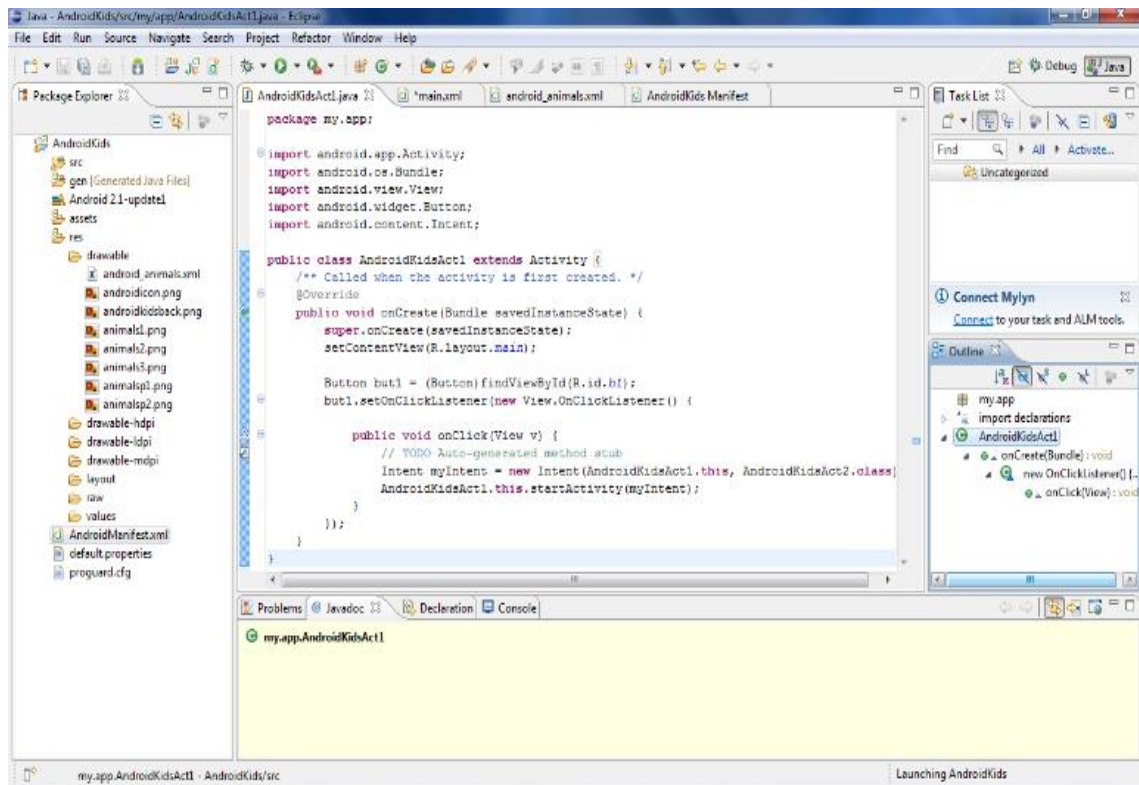 Java - AndroidKids/src/my/app/AndroidKidsAct1.java - Eclipse
File Edit Run Source Navigate Search Project Refactor Window Help
Debug Java
Package Explorer
AndroidKids
src
gen [Generated Java Files]
Android 2.1-update1
assets
res
drawable
android_animals.xml
androidicon.png
androidkidsback.png
animals1.png
animals2.png
animals3.png
animalsp1.png
animalsp2.png
drawable-hdpi
drawable-ldpi
drawable-mdpi
layout
raw
values
AndroidManifest.xml
default.properties
proguard.cfg
AndroidKidsAct1.java *main.xml android_animals.xml AndroidKids Manifest
package my.app;
import android.app.Activity;
import android.os.Bundle;
import android.view.View;
import android.widget.Button;
import android.content.Intent;
public class AndroidKidsAct1 extends Activity {
/** Called when the activity is first created. */
@Override
public void onCreate(Bundle savedInstanceState) {
super.onCreate(savedInstanceState);
setContentView(R.layout.main);
Button but1 = (Button)findViewById(R.id.b1);
but1.setOnClickListener(new View.OnClickListener() {
public void onClick(View v) {
// TODO Auto-generated method stub
Intent myIntent = new Intent(AndroidKidsAct1.this, AndroidKidsAct2.class)
AndroidKidsAct1.this.startActivity(myIntent);
}
});
}
}
Task List
Find All Activate...
Uncategorized
Connect Mylyn
Connect to your task and ALM tools.
Outline
my.app
import declarations
AndroidKidsAct1
onCreate(Bundle) : void
new OnClickListener() {..
onClick(View) : void
Problems Javadoc Declaration Console
my.app.AndroidKidsAct1
my.app.AndroidKidsAct1 - AndroidKids/src
Launching AndroidKids